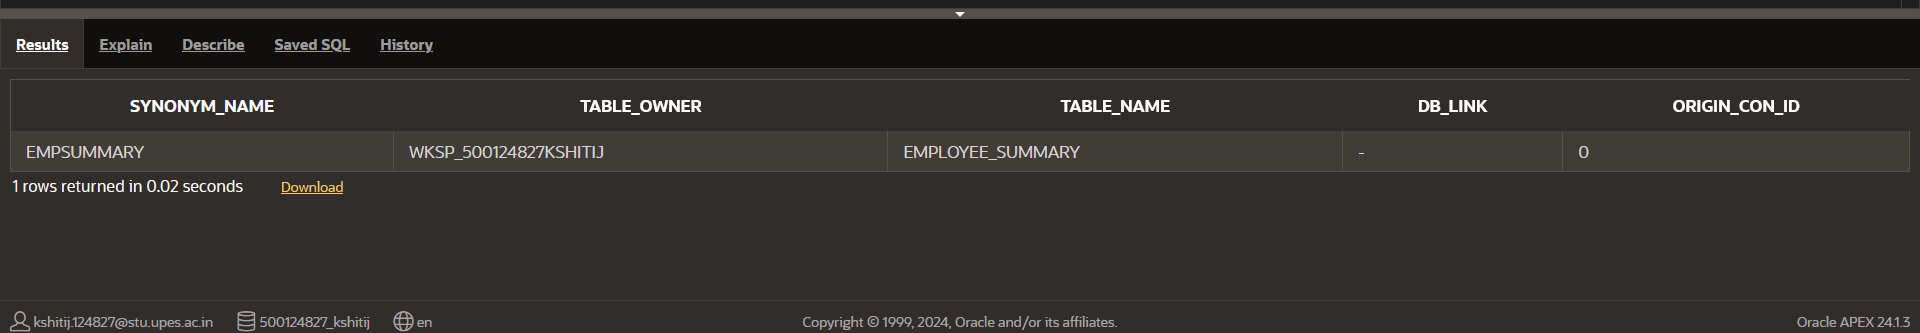 Results Explain Describe Saved SQL History
SYNONYM_NAME TABLE_OWNER TABLE_NAME DB_LINK ORIGIN_CON_ID
EMPSUMMARY WKSP_500124827KSHITIJ EMPLOYEE_SUMMARY - 0
1 rows returned in 0.02 seconds Download
kshitij.124827@stu.upes.ac.in 500124827_kshitij en Copyright © 1999, 2024, Oracle and/or its affiliates. Oracle APEX 24.1.3